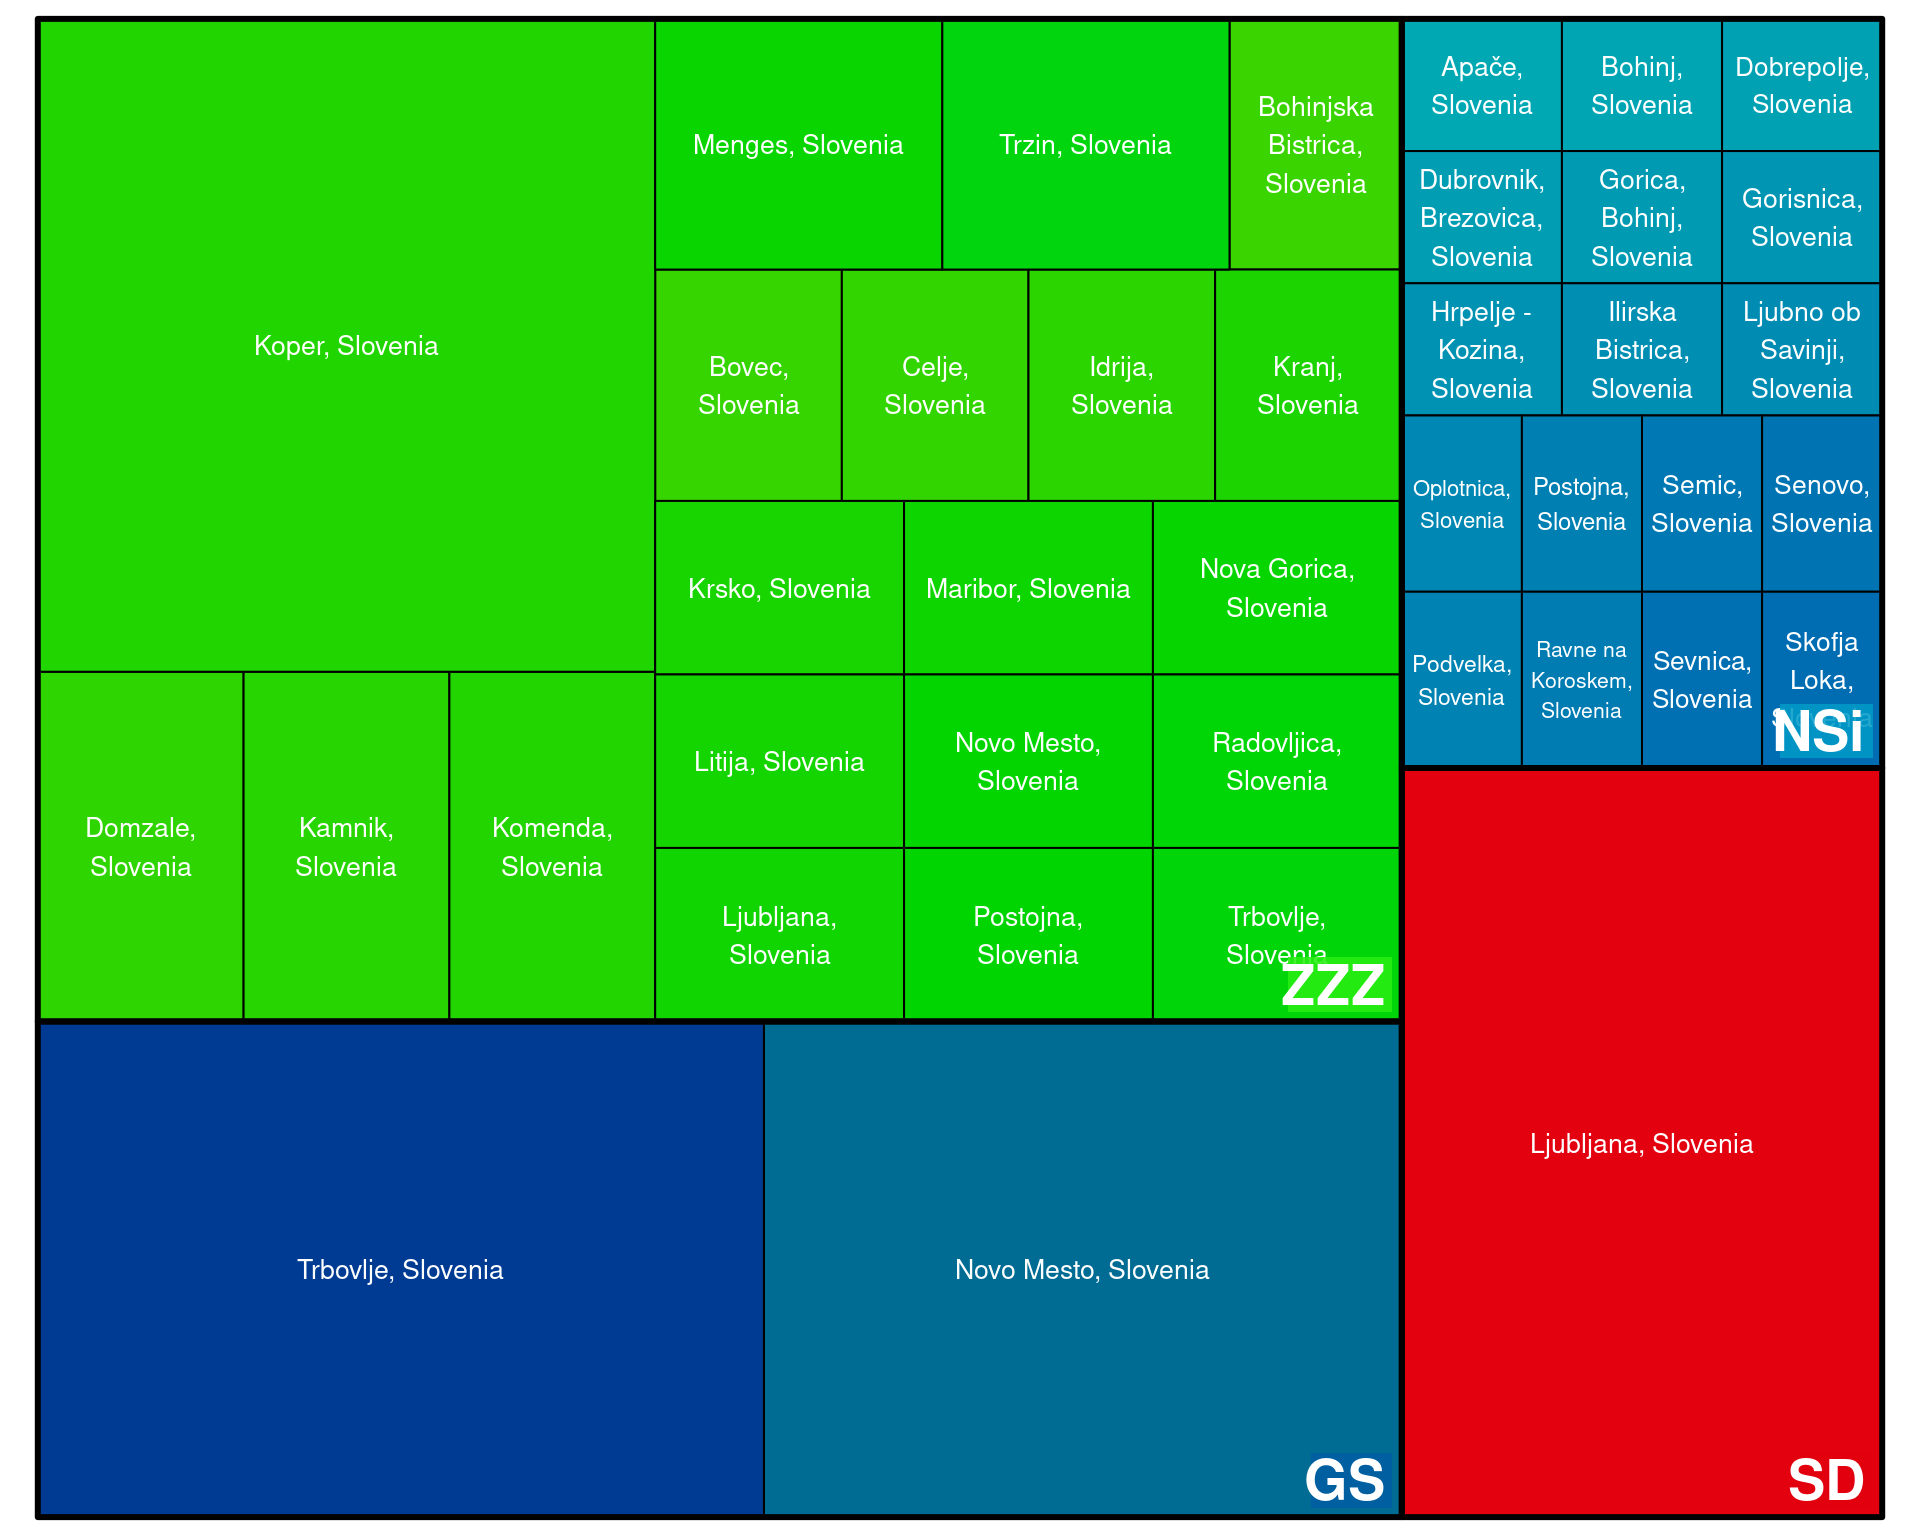 Koper, Slovenia
Menges, Slovenia
Trzin, Slovenia
Bohinjska
Bistrica,
Slovenia
Bovec,
Slovenia
Celje,
Slovenia
Idrija,
Slovenia
Kranj,
Slovenia
Krsko, Slovenia
Maribor, Slovenia
Nova Gorica,
Slovenia
Litija, Slovenia
Novo Mesto,
Slovenia
Radovljica,
Slovenia
Domzale,
Slovenia
Kamnik,
Slovenia
Komenda,
Slovenia
Ljubljana,
Slovenia
Postojna,
Slovenia
Trbovlje,
Slovenia
ZZZ
Trbovlje, Slovenia
Novo Mesto, Slovenia
GS
Apače,
Slovenia
Bohinj,
Slovenia
Dobrepolje,
Slovenia
Dubrovnik,
Brezovica,
Slovenia
Gorica,
Bohinj,
Slovenia
Gorisnica,
Slovenia
Hrpelje -
Kozina,
Slovenia
Ilirska
Bistrica,
Slovenia
Ljubno ob
Savinji,
Slovenia
Oplotnica,
Slovenia
Postojna,
Slovenia
Semic,
Slovenia
Senovo,
Slovenia
Podvelka,
Slovenia
Ravne na
Koroskem,
Slovenia
Sevnica,
Slovenia
Skofja
Loka,
Slovenia
NSi
Ljubljana, Slovenia
SD